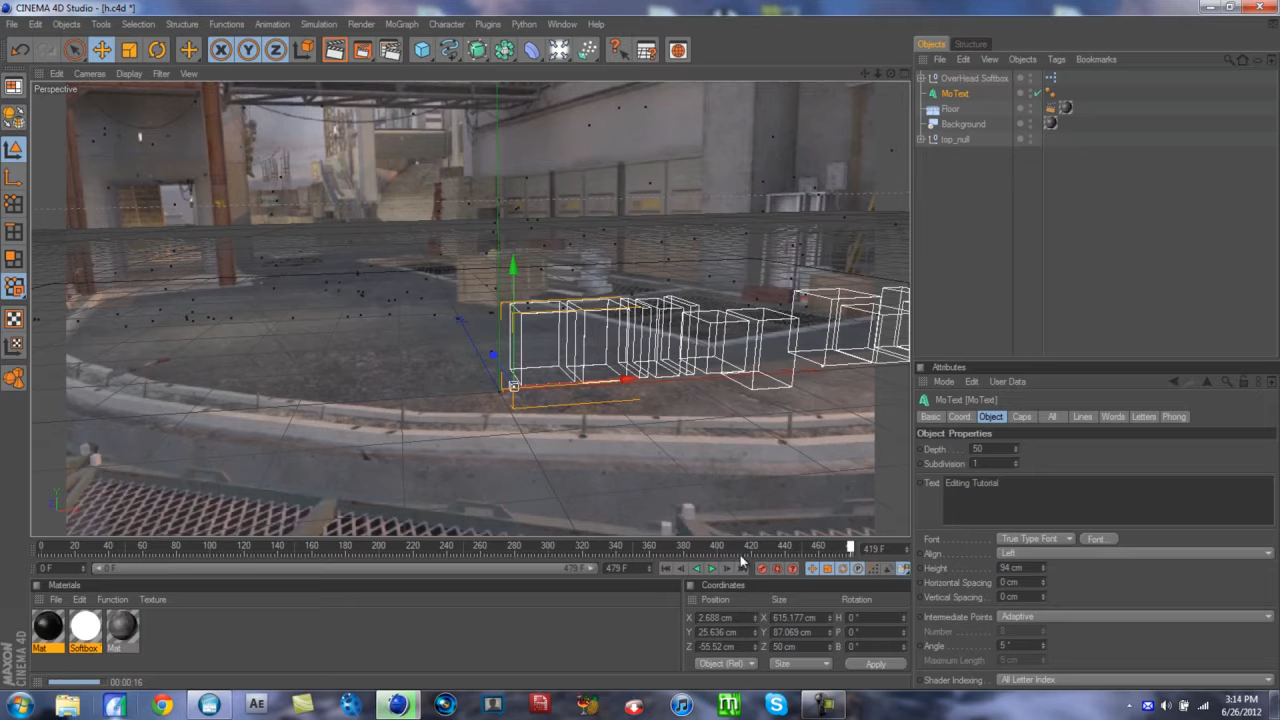 CINEMA 4D Studio - [h.c4d *]
File Edit Objects Tools Selection Structure Functions Animation Simulation Render MoGraph Character Plugins Python Window Help
Edit Cameras Display Filter View
Perspective
Objects Structure
File Edit View Objects Tags Bookmarks
OverHead Softbox
MoText
Floor
Background
top_null
Attributes
Mode Edit User Data
MoText [MoText]
Basic Coord. Object Caps All Lines Words Letters Phong
Object Properties
Depth 50
Subdivision 1
Text Editing Tutorial
Font True Type Font Font...
Align Left
Height 94 cm
Horizontal Spacing 0 cm
Vertical Spacing 0 cm
Intermediate Points Adaptive
Number 8
Angle 5 °
Maximum Length 5 cm
Shader Indexing All Letter Index
0 20 40 60 80 100 120 140 160 180 200 220 240 260 280 300 320 340 360 380 400 420 440 460
419 F
0 F 0 F 479 F 479 F
Materials
File Edit Function Texture
Mat Softbox Mat
Coordinates
Position Size Rotation
X 2.688 cm X 615.177 cm H 0 °
Y 25.636 cm Y 87.069 cm P 0 °
Z -55.52 cm Z 50 cm B 0 °
Object (Rel) Size Apply
00:00:16
MAXON CINEMA 4D
3:14 PM
6/26/2012